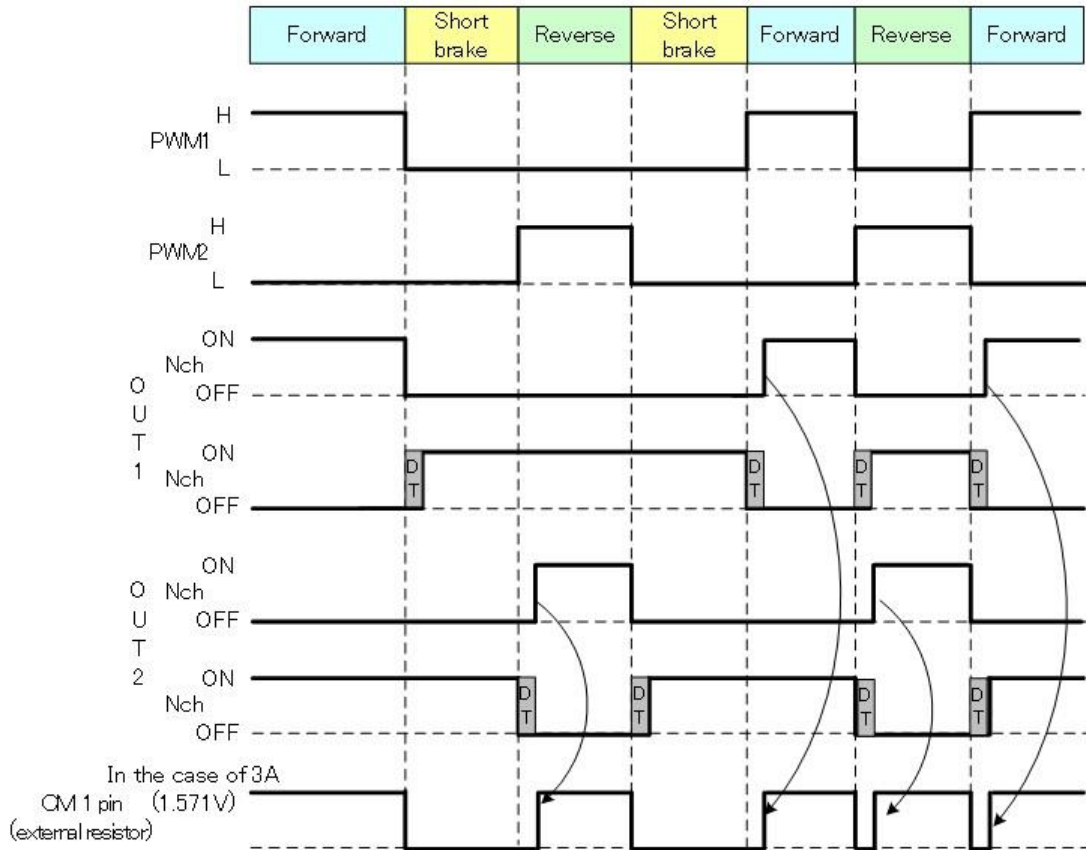 Forward Short brake Reverse Short brake Forward Reverse Forward
H
PWM1
L
H
PWM2
L
OUT1
ON
Nch
OFF
ON
Nch
OFF
DT DT DT DT
OUT2
ON
Nch
OFF
ON
Nch
OFF
DT DT DT DT
In the case of 3A
CM 1 pin (1.571V)
(external resistor)